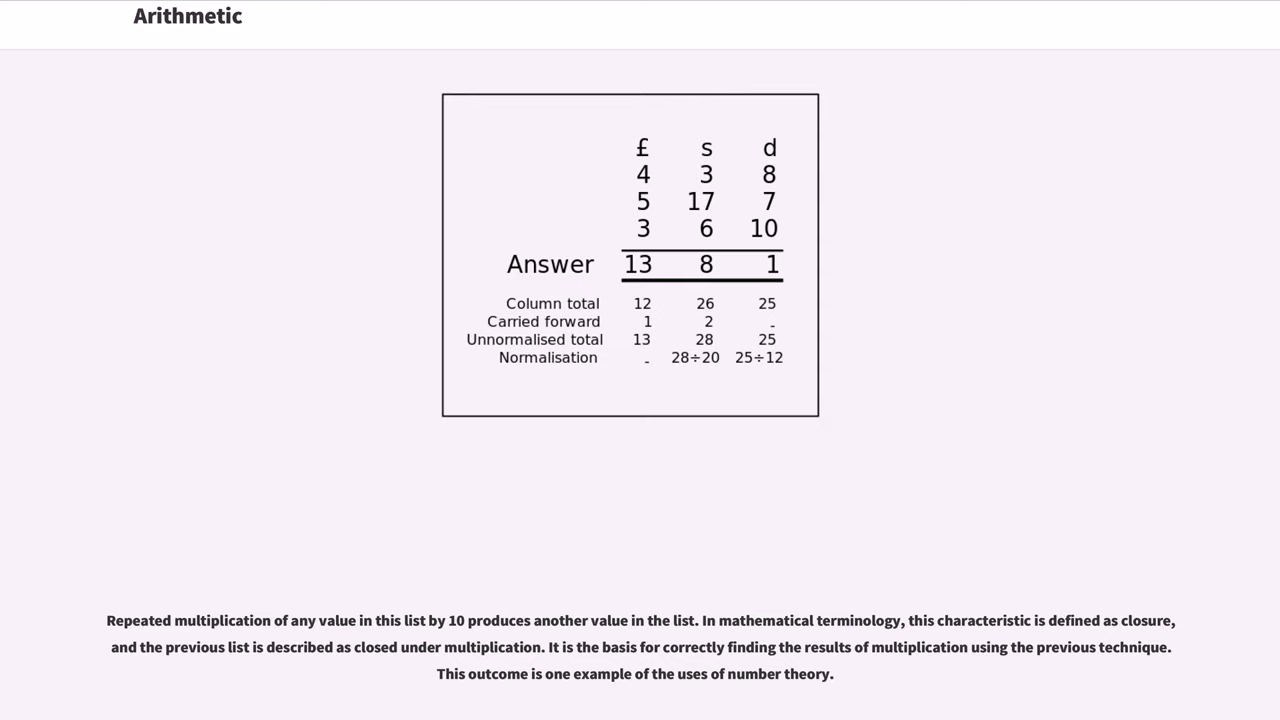 Arithmetic
£ s d
4 3 8
5 17 7
3 6 10
Answer 13 8 1
Column total 12 26 25
Carried forward 1 2 -
Unnormalised total 13 28 25
Normalisation - 28÷20 25÷12
Repeated multiplication of any value in this list by 10 produces another value in the list. In mathematical terminology, this characteristic is defined as closure,
and the previous list is described as closed under multiplication. It is the basis for correctly finding the results of multiplication using the previous technique.
This outcome is one example of the uses of number theory.